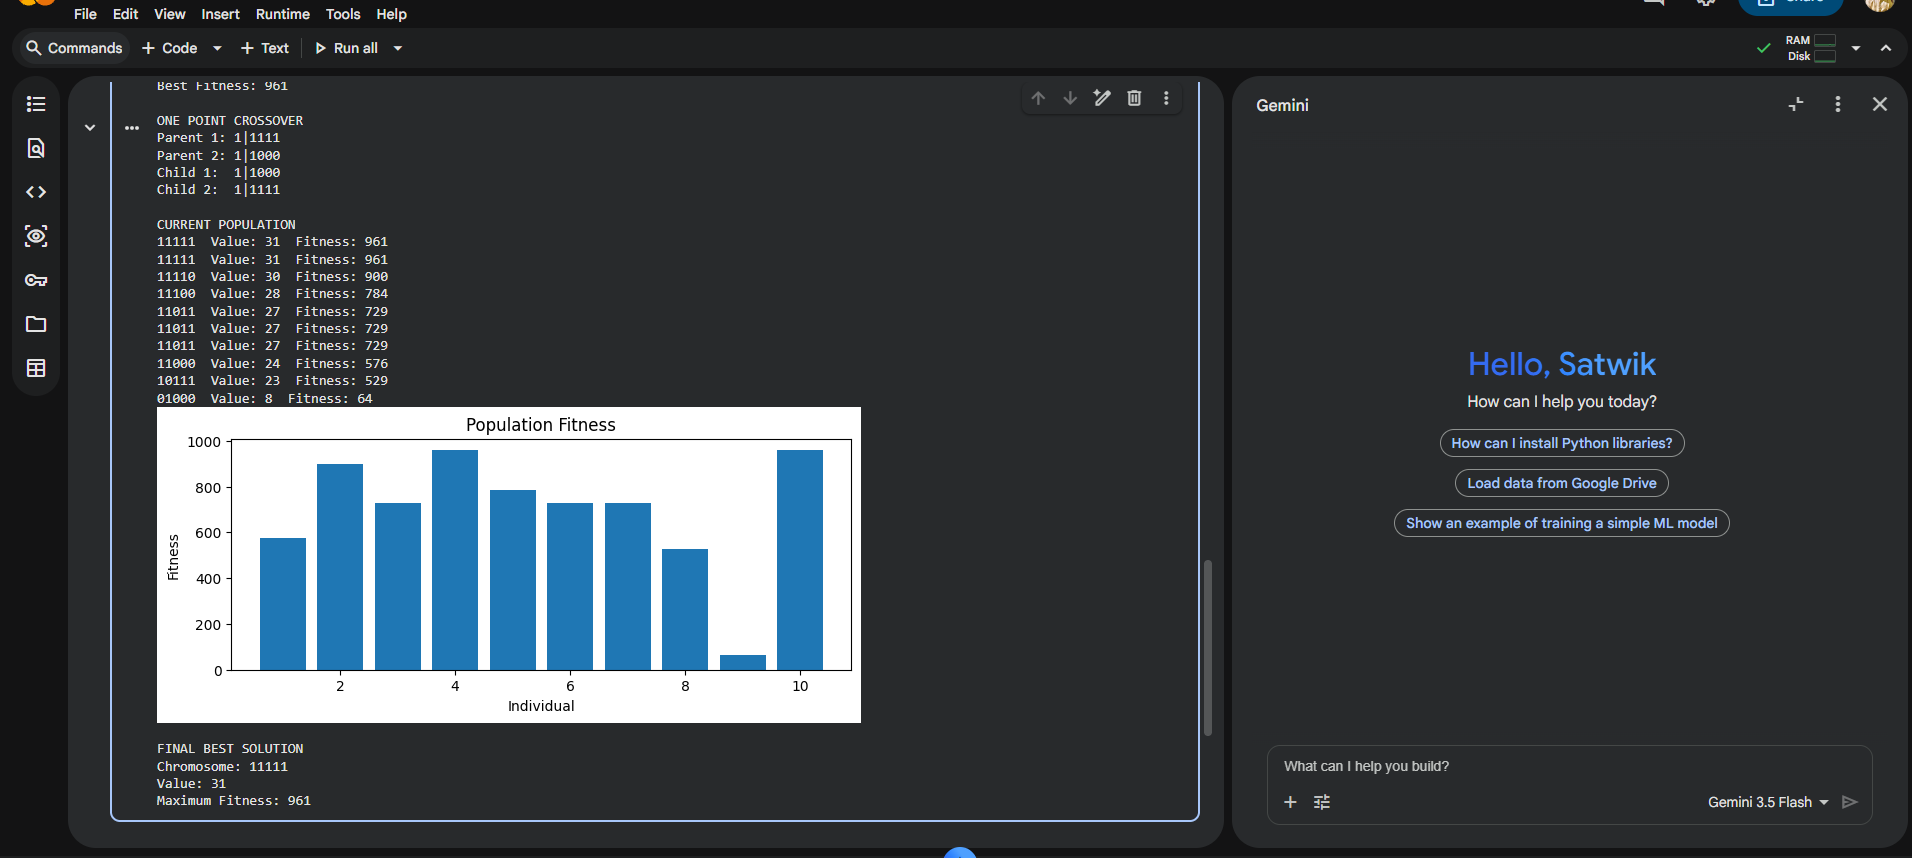 File Edit View Insert Runtime Tools Help
Commands + Code + Text Run all
RAM
Disk
Best Fitness: 961
ONE POINT CROSSOVER
Parent 1: 1|1111
Parent 2: 1|1000
Child 1:  1|1000
Child 2:  1|1111
CURRENT POPULATION
11111  Value: 31  Fitness: 961
11111  Value: 31  Fitness: 961
11110  Value: 30  Fitness: 900
11100  Value: 28  Fitness: 784
11011  Value: 27  Fitness: 729
11011  Value: 27  Fitness: 729
11011  Value: 27  Fitness: 729
11000  Value: 24  Fitness: 576
10111  Value: 23  Fitness: 529
01000  Value: 8  Fitness: 64
Population Fitness
1000
800
600
400
200
0
Fitness
2 4 6 8 10
Individual
FINAL BEST SOLUTION
Chromosome: 11111
Value: 31
Maximum Fitness: 961
Gemini
Hello, Satwik
How can I help you today?
How can I install Python libraries?
Load data from Google Drive
Show an example of training a simple ML model
What can I help you build?
Gemini 3.5 Flash